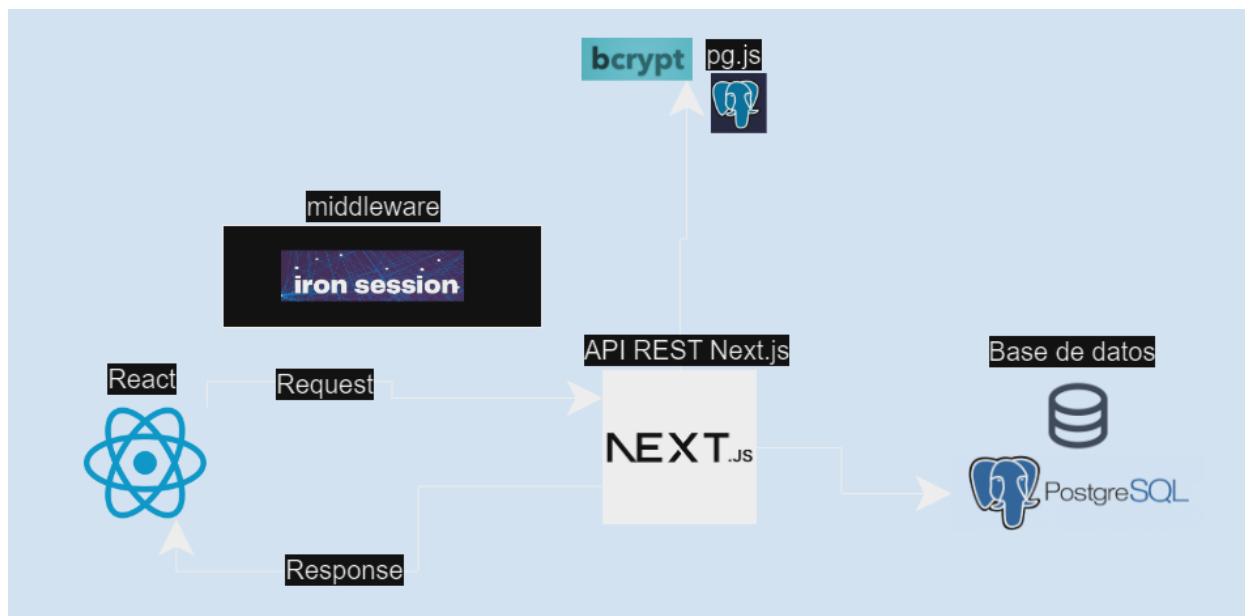 bcrypt
pg.js
middleware
iron session
API REST Next.js
Base de datos
React
Request
NEXT.JS
PostgreSQL
Response